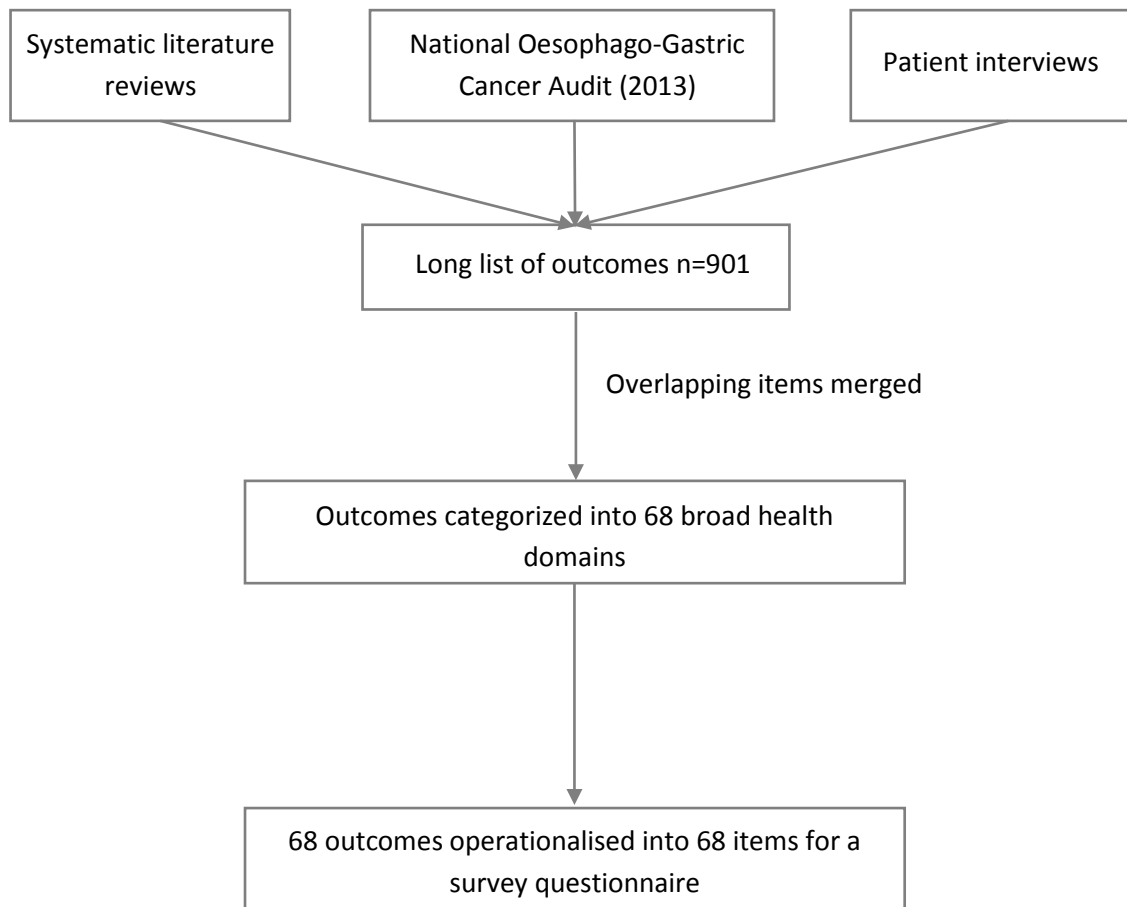 Systematic literature
reviews
National Oesophago-Gastric
Cancer Audit (2013)
Patient interviews
Long list of outcomes n=901
Overlapping items merged
Outcomes categorized into 68 broad health
domains
68 outcomes operationalised into 68 items for a
survey questionnaire